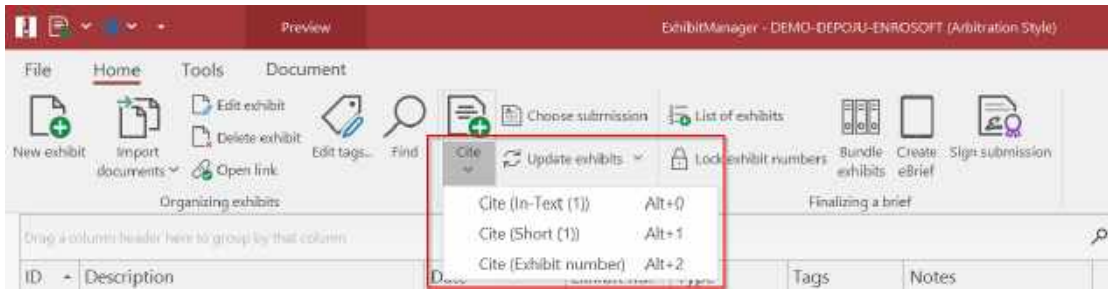 Preview ExhibitManager - DEMO-DEPOJU-ENROSOFT (Arbitration Style)
File Home Tools Document
New exhibit
Import documents
Edit exhibit
Delete exhibit
Open link
Edit tags...
Find
Organizing exhibits
Cite
Choose submission
Update exhibits
Cite (In-Text (1)) Alt+0
Cite (Short (1)) Alt+1
Cite (Exhibit number) Alt+2
List of exhibits
Lock exhibit numbers
Bundle exhibits
Create eBrief
Sign submission
Finalizing a brief
Drag a column header here to group by that column
ID Description Tags Notes